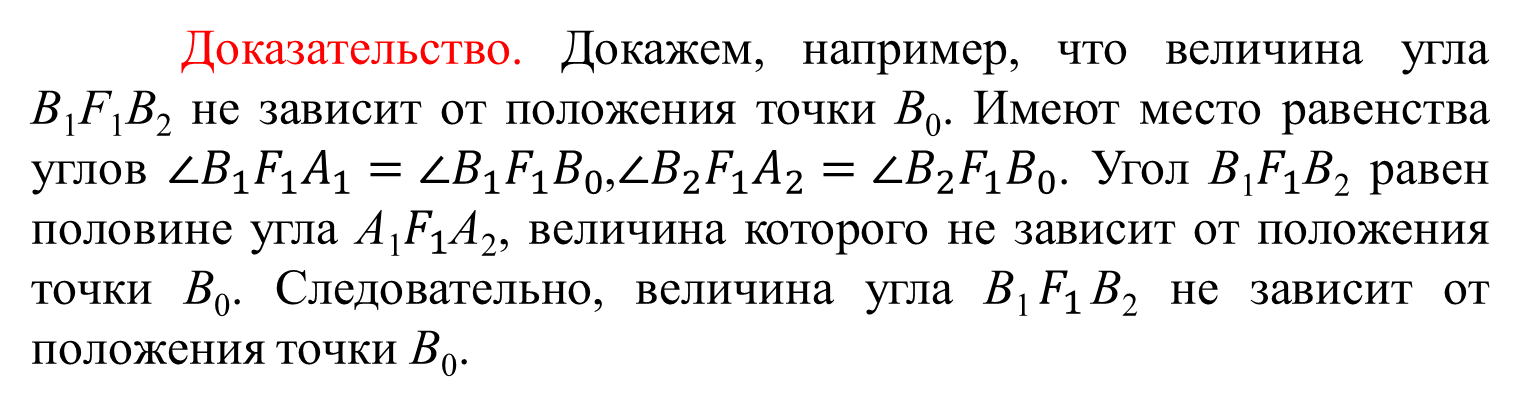 Доказательство. Докажем, например, что величина угла
B₁F₁B₂ не зависит от положения точки B₀. Имеют место равенства
углов ∠B₁F₁A₁ = ∠B₁F₁B₀,∠B₂F₁A₂ = ∠B₂F₁B₀. Угол B₁F₁B₂ равен
половине угла A₁F₁A₂, величина которого не зависит от положения
точки B₀. Следовательно, величина угла B₁F₁B₂ не зависит от
положения точки B₀.